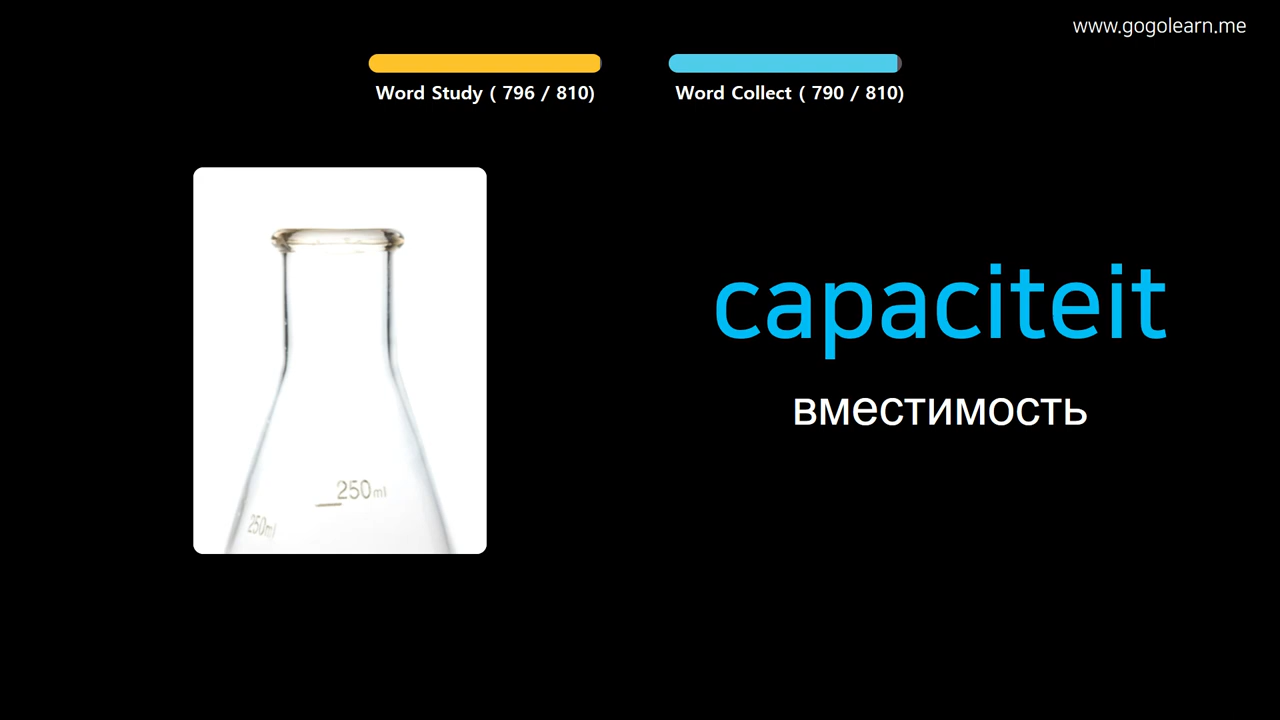 www.gogolearn.me
Word Study ( 796 / 810)
Word Collect ( 790 / 810)
250ml
250ml
capaciteit
вместимость